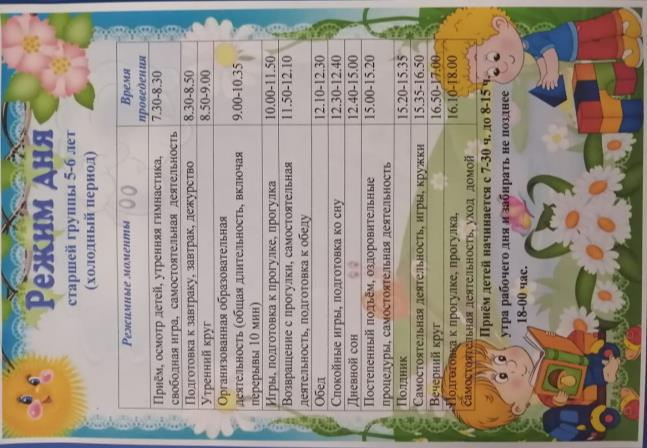 Режим дня
старшей группы 5-6 лет
(холодный период)
Режимные моменты
Время
проведения
Приём, осмотр детей, утренняя гимнастика,
свободная игра, самостоятельная деятельность
7.30-8.30
Подготовка к завтраку, завтрак, дежурство
8.30-8.50
Утренний круг
8.50-9.00
Организованная образовательная
деятельность (общая длительность, включая
перерывы 10 мин)
9.00-10.35
Игры, подготовка к прогулке, прогулка
10.00-11.50
Возвращение с прогулки, самостоятельная
деятельность, подготовка к обеду
11.50-12.10
Обед
12.10-12.30
Спокойные игры, подготовка ко сну
12.30-12.40
Дневной сон
12.40-15.00
Постепенный подъём, оздоровительные
процедуры, самостоятельная деятельность
15.00-15.20
Полдник
15.20-15.35
Самостоятельная деятельность, игры, кружки
15.35-16.50
Вечерний круг
16.50-17.00
Подготовка к прогулке, прогулка,
самостоятельная деятельность, уход домой
16.10-18.00
Приём детей начинается с 7-30 ч. до 8-15 ч.
утра рабочего дня и забирать не позднее
18-00 час.